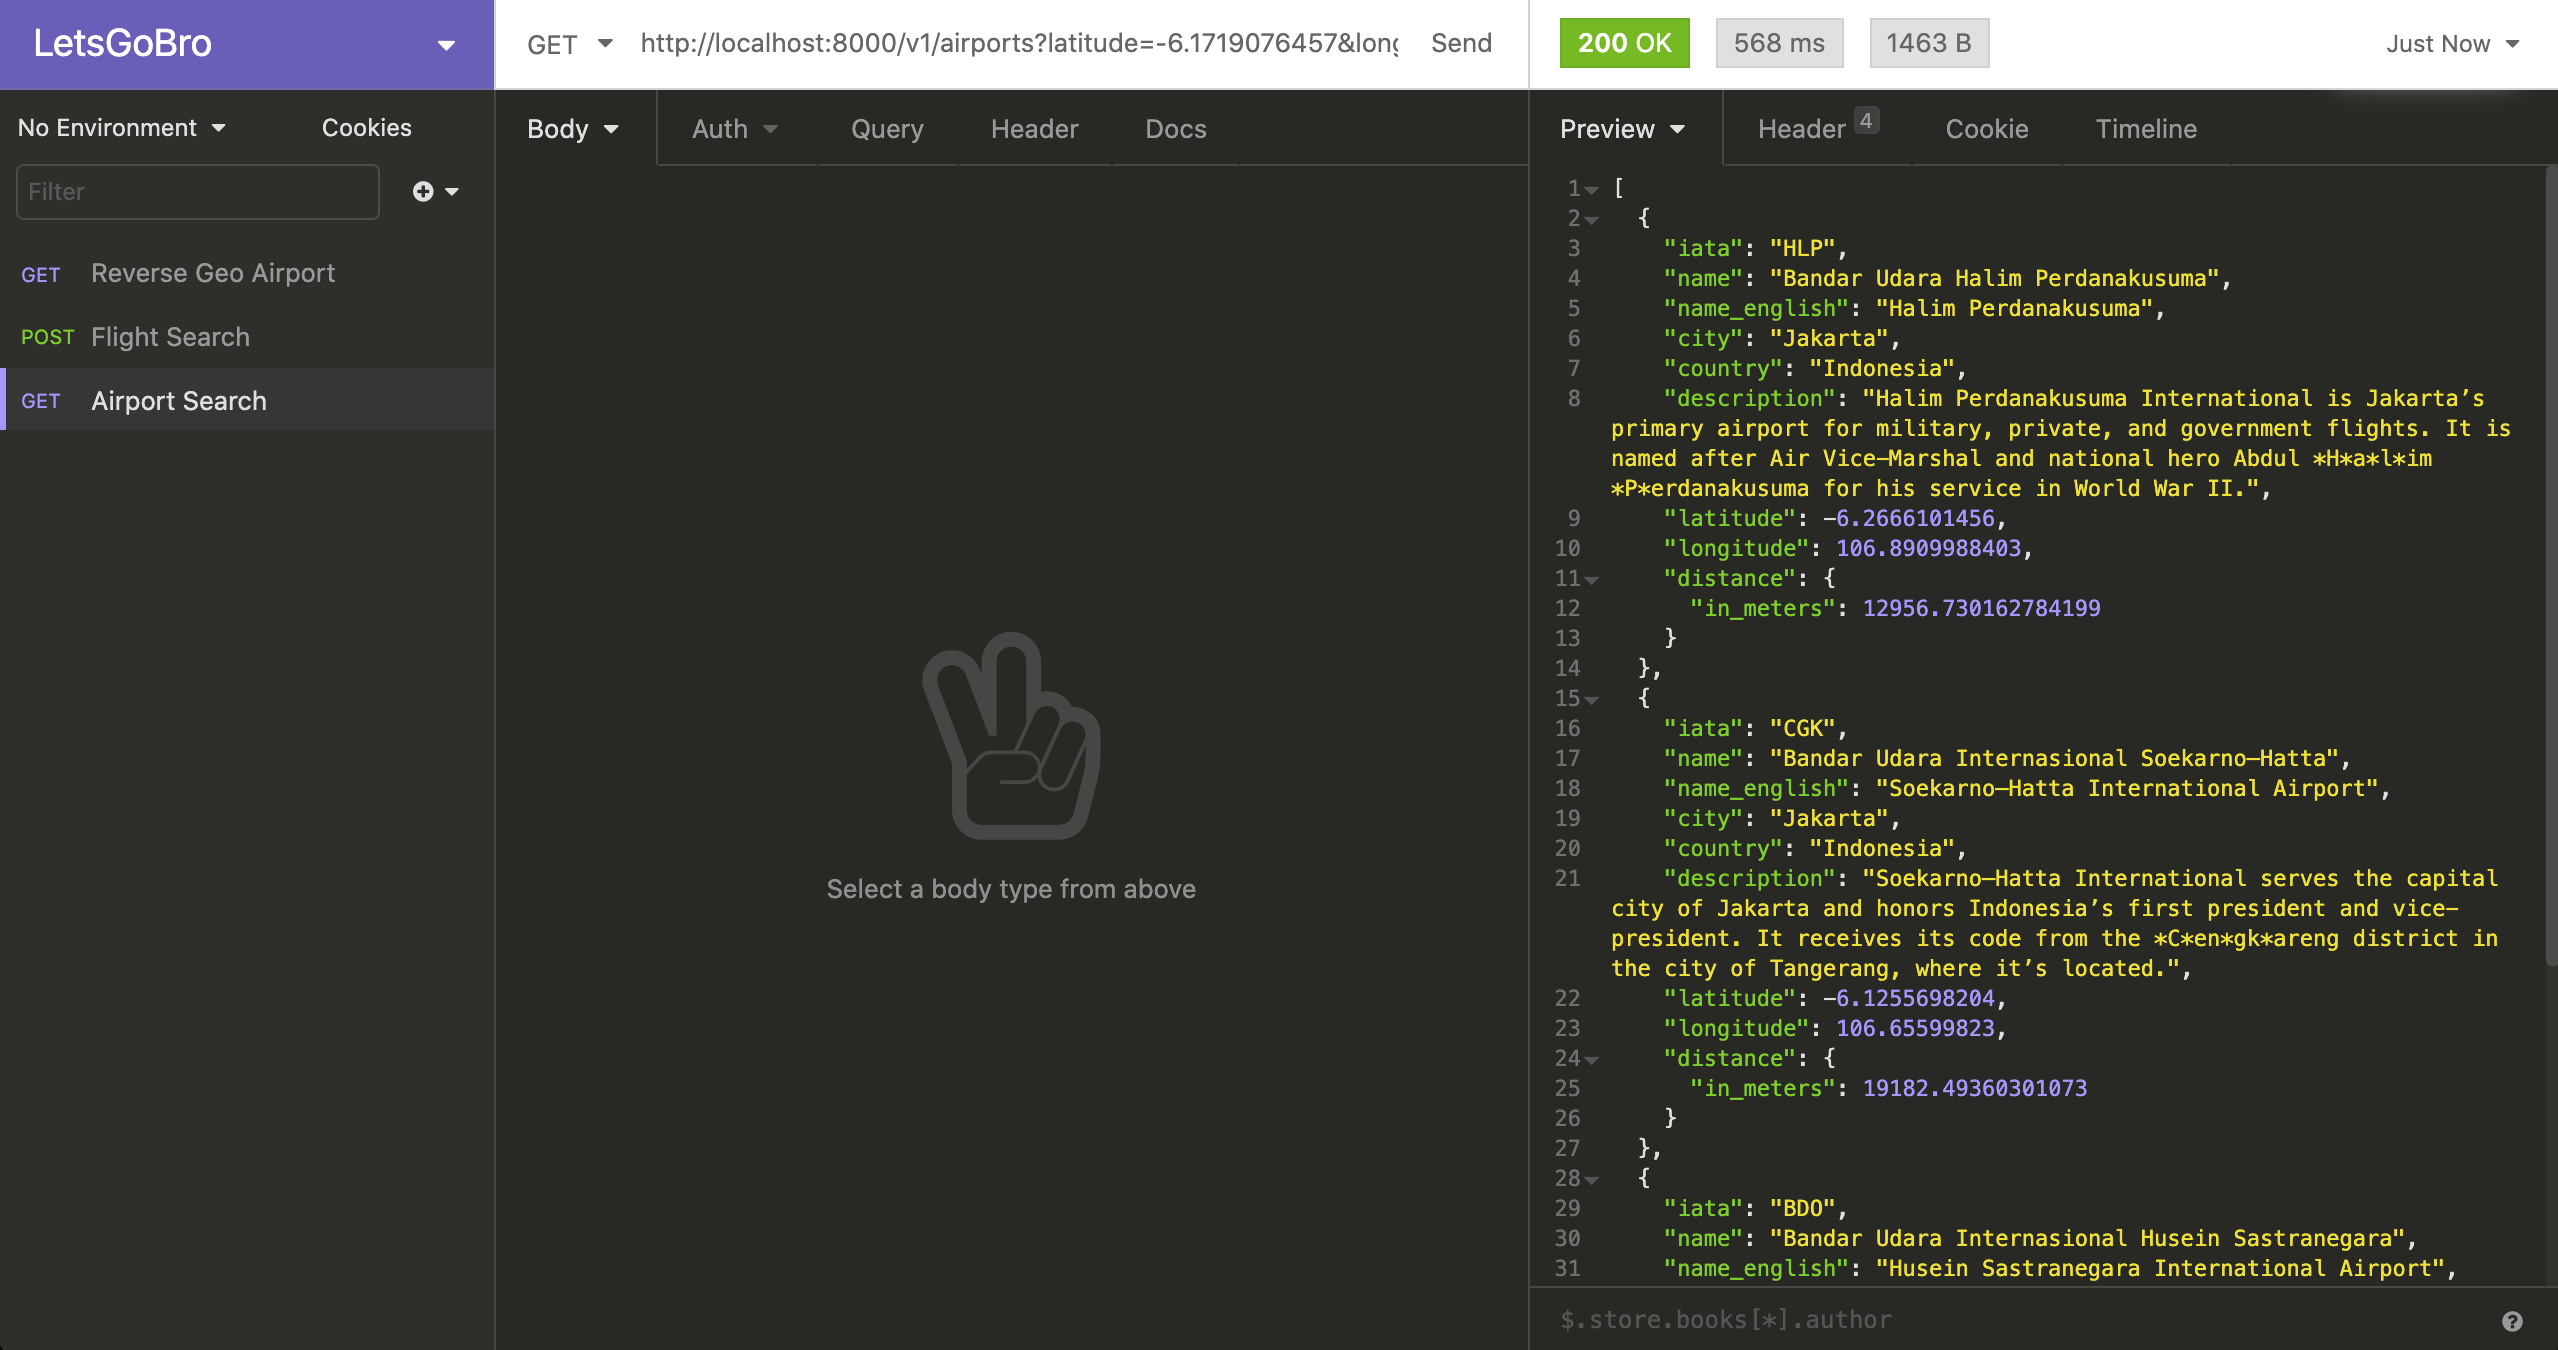 LetsGoBro
GET http://localhost:8000/v1/airports?latitude=-6.1719076457&long Send
200 OK 568 ms 1463 B Just Now
No Environment Cookies
Filter
GET Reverse Geo Airport
POST Flight Search
GET Airport Search
Body Auth Query Header Docs
Select a body type from above
Preview Header 4 Cookie Timeline
1 [
2 {
3 "iata": "HLP",
4 "name": "Bandar Udara Halim Perdanakusuma",
5 "name_english": "Halim Perdanakusuma",
6 "city": "Jakarta",
7 "country": "Indonesia",
8 "description": "Halim Perdanakusuma International is Jakarta’s
primary airport for military, private, and government flights. It is
named after Air Vice-Marshal and national hero Abdul *H*a*l*im
*P*erdanakusuma for his service in World War II.",
9 "latitude": -6.2666101456,
10 "longitude": 106.8909988403,
11 "distance": {
12 "in_meters": 12956.730162784199
13 }
14 },
15 {
16 "iata": "CGK",
17 "name": "Bandar Udara Internasional Soekarno–Hatta",
18 "name_english": "Soekarno–Hatta International Airport",
19 "city": "Jakarta",
20 "country": "Indonesia",
21 "description": "Soekarno–Hatta International serves the capital
city of Jakarta and honors Indonesia’s first president and vice-
president. It receives its code from the *C*en*gk*areng district in
the city of Tangerang, where it’s located.",
22 "latitude": -6.1255698204,
23 "longitude": 106.65599823,
24 "distance": {
25 "in_meters": 19182.49360301073
26 }
27 },
28 {
29 "iata": "BDO",
30 "name": "Bandar Udara Internasional Husein Sastranegara",
31 "name_english": "Husein Sastranegara International Airport",
$.store.books[*].author